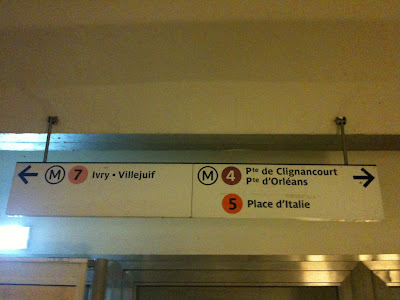 ← M 7 Ivry • Villejuif
M 4 Pte de Clignancourt →
Pte d'Orléans
5 Place d'Italie